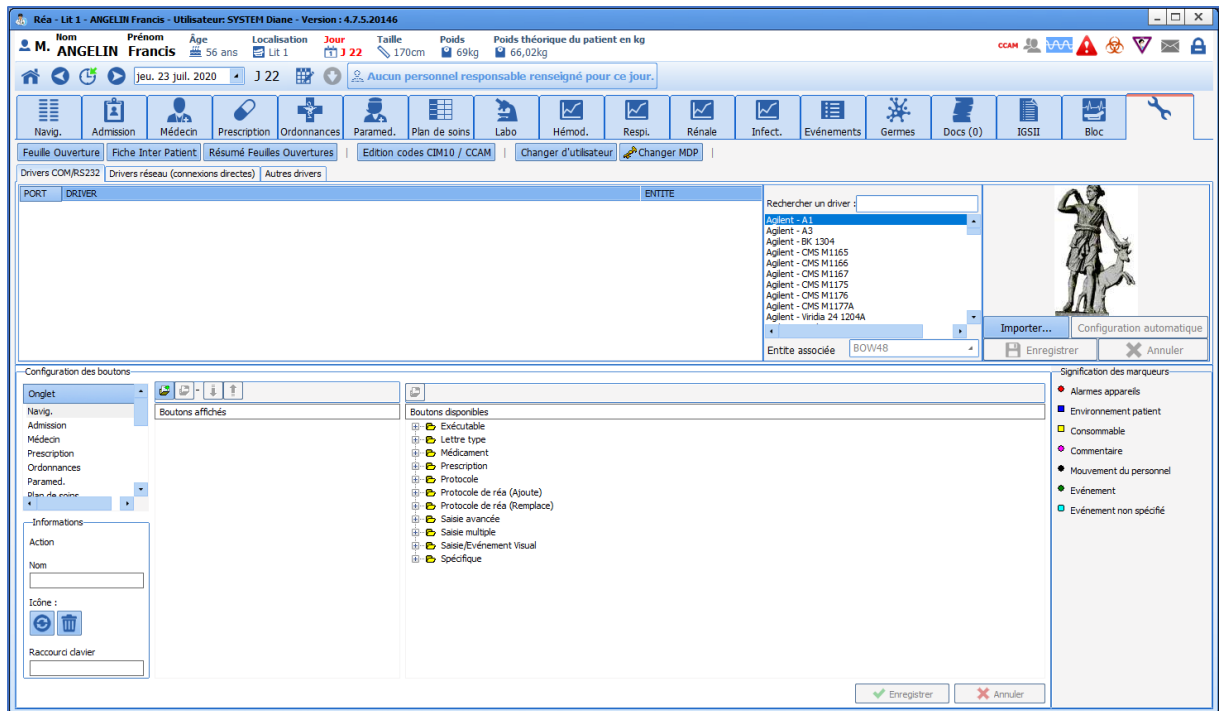 Réa - Lit 1 - ANGELIN Francis - Utilisateur: SYSTEM Diane - Version : 4.7.5.20146
Nom Prénom Âge Localisation Jour Taille Poids Poids théorique du patient en kg
M. ANGELIN Francis 56 ans Lit 1 J 22 170cm 69kg 66,02kg
CCAM
jeu. 23 juil. 2020 J 22 Aucun personnel responsable renseigné pour ce jour.
Navig. Admission Médecin Prescription Ordonnances Paramed. Plan de soins Labo Hémod. Respi. Rénale Infect. Evénements Germes Docs (0) IGSII Bloc
Feuille Ouverture Fiche Inter Patient Résumé Feuilles Ouvertures | Edition codes CIM10 / CCAM | Changer d'utilisateur Changer MDP |
Drivers COM/RS232 Drivers réseau (connexions directes) Autres drivers
PORT DRIVER ENTITE
Rechercher un driver :
Agilent - A1
Agilent - A3
Agilent - BK 1304
Agilent - CMS M1165
Agilent - CMS M1166
Agilent - CMS M1167
Agilent - CMS M1175
Agilent - CMS M1176
Agilent - CMS M1177A
Agilent - Viridia 24 1204A
Entite associée BOW48
Importer... Configuration automatique
Enregistrer Annuler
Configuration des boutons
Onglet
Navig.
Admission
Médecin
Prescription
Ordonnances
Paramed.
Plan de soins
Informations
Action
Nom
Icône :
Raccourci clavier
Boutons affichés
Boutons disponibles
Exécutable
Lettre type
Médicament
Prescription
Protocole
Protocole de réa (Ajoute)
Protocole de réa (Remplace)
Saisie avancée
Saisie multiple
Saisie/Evénement Visual
Spécifique
Enregistrer Annuler
Signification des marqueurs
Alarmes appareils
Environnement patient
Consommable
Commentaire
Mouvement du personnel
Evénement
Evénement non spécifié